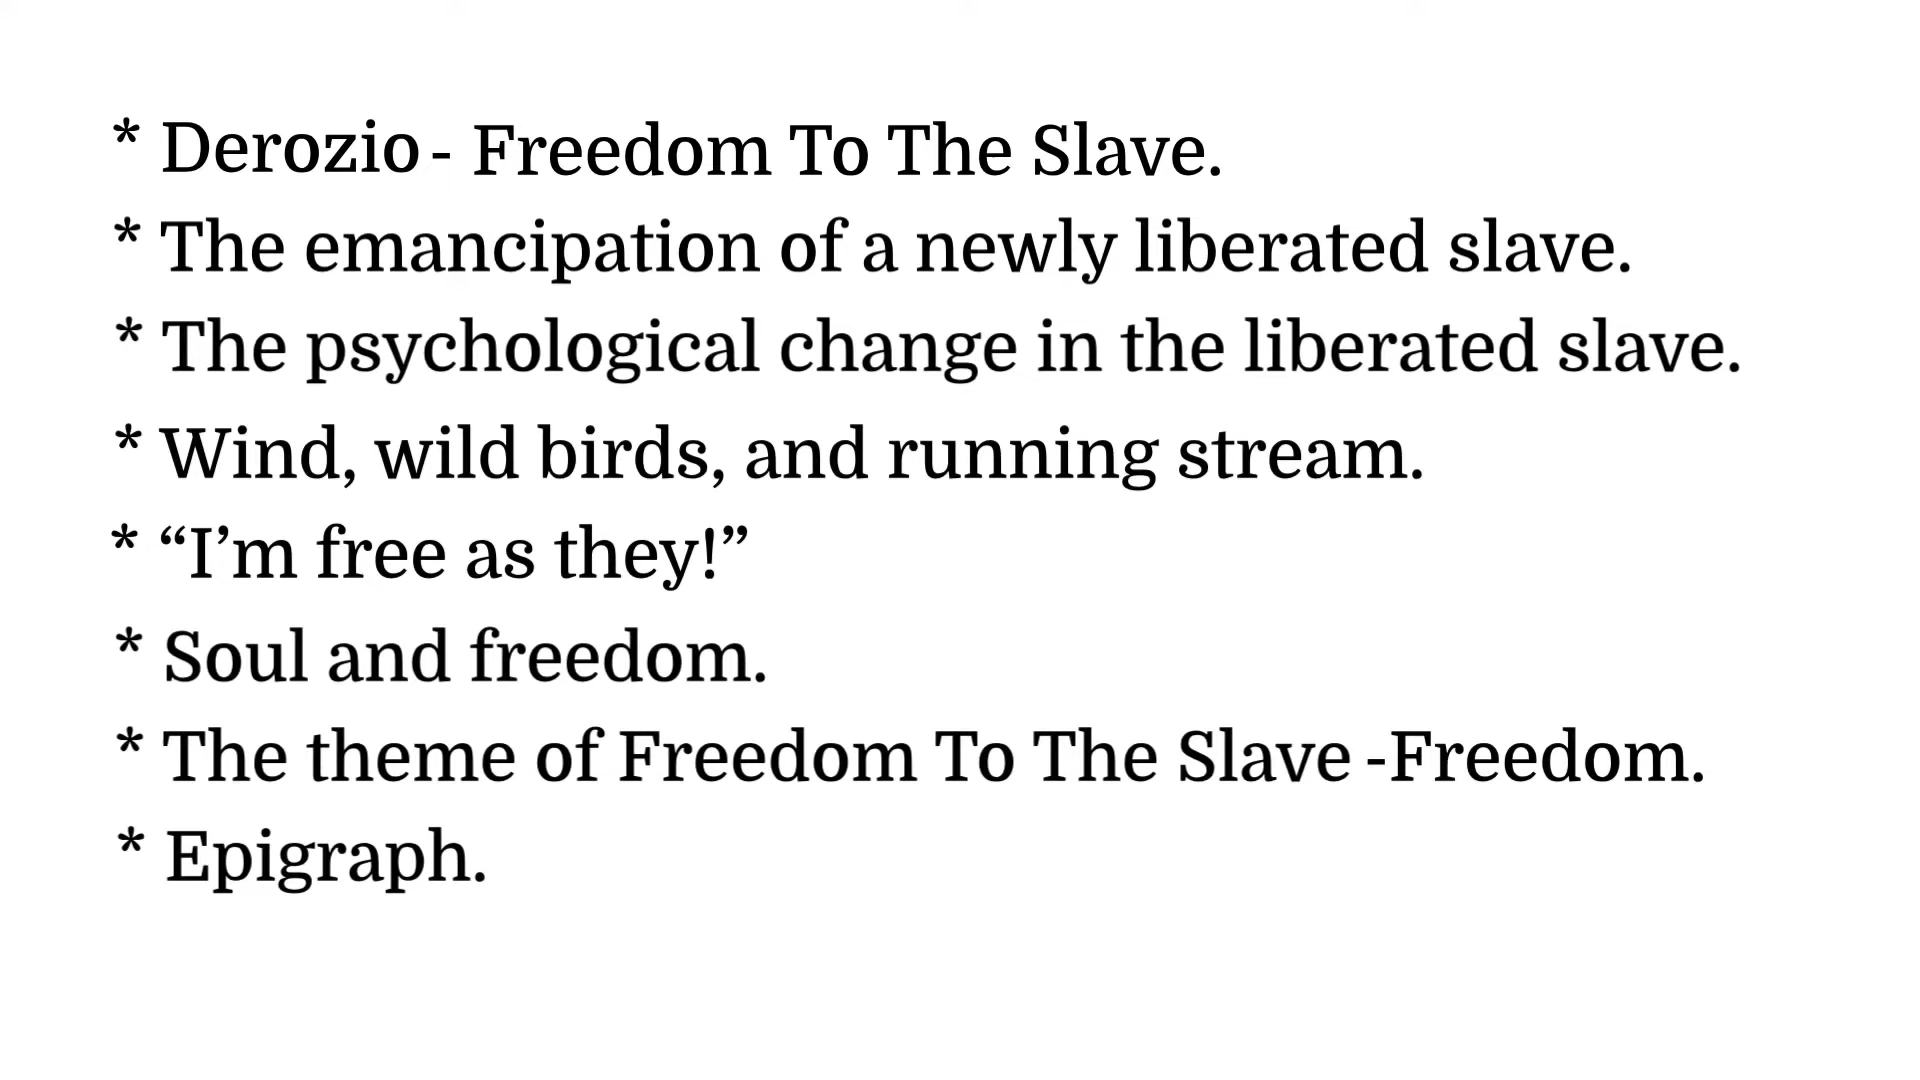 * Derozio - Freedom To The Slave.
* The emancipation of a newly liberated slave.
* The psychological change in the liberated slave.
* Wind, wild birds, and running stream.
* “I’m free as they!”
* Soul and freedom.
* The theme of Freedom To The Slave -Freedom.
* Epigraph.